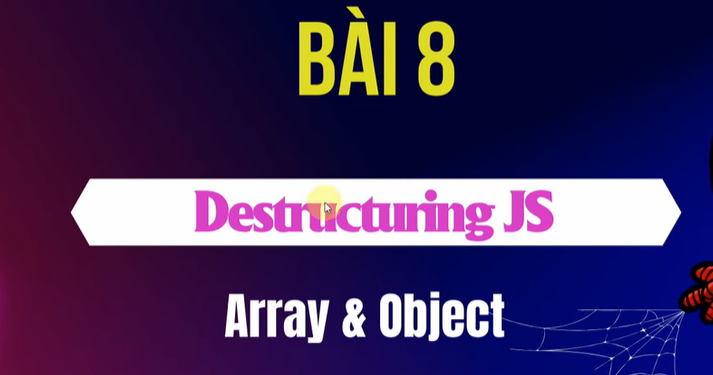 BÀI 8
Destructuring JS
Array & Object